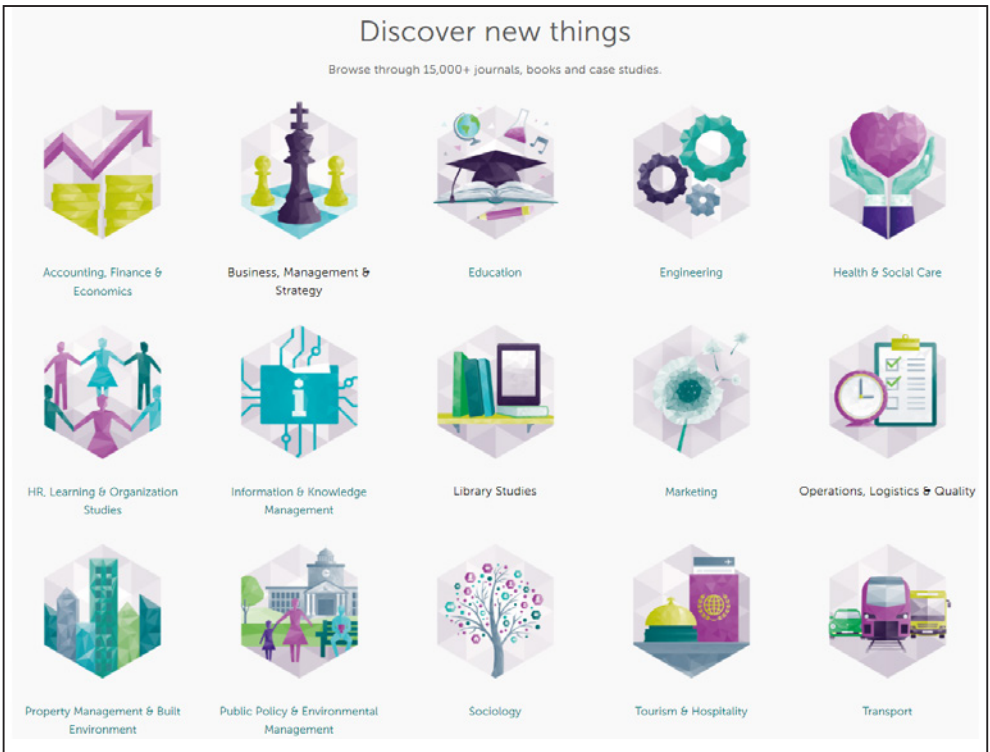 Discover new things
Browse through 15,000+ journals, books and case studies.
Accounting, Finance &
Economics
Business, Management &
Strategy
Education
Engineering
Health & Social Care
HR, Learning & Organization
Studies
Information & Knowledge
Management
Library Studies
Marketing
Operations, Logistics & Quality
Property Management & Built
Environment
Public Policy & Environmental
Management
Sociology
Tourism & Hospitality
Transport